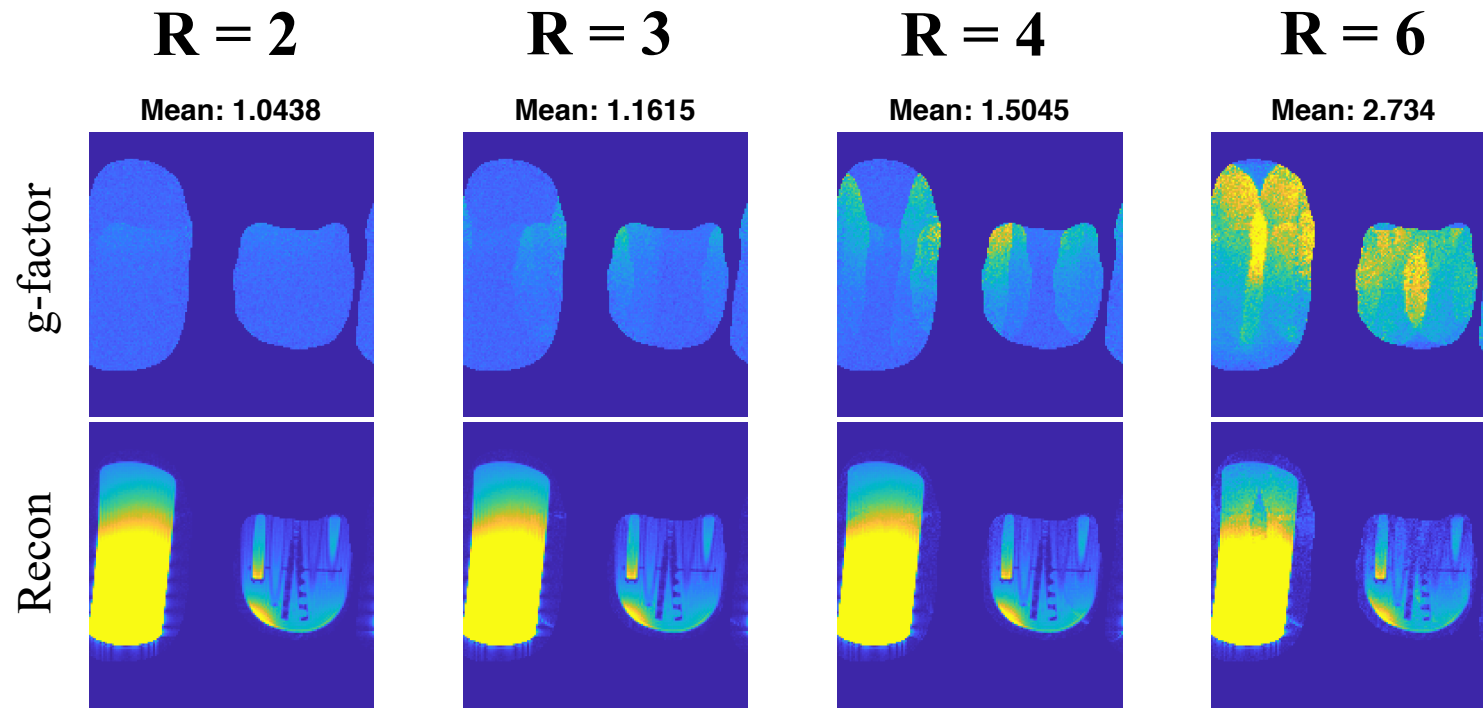 R = 2
R = 3
R = 4
R = 6
Mean: 1.0438
Mean: 1.1615
Mean: 1.5045
Mean: 2.734
g-factor
Recon